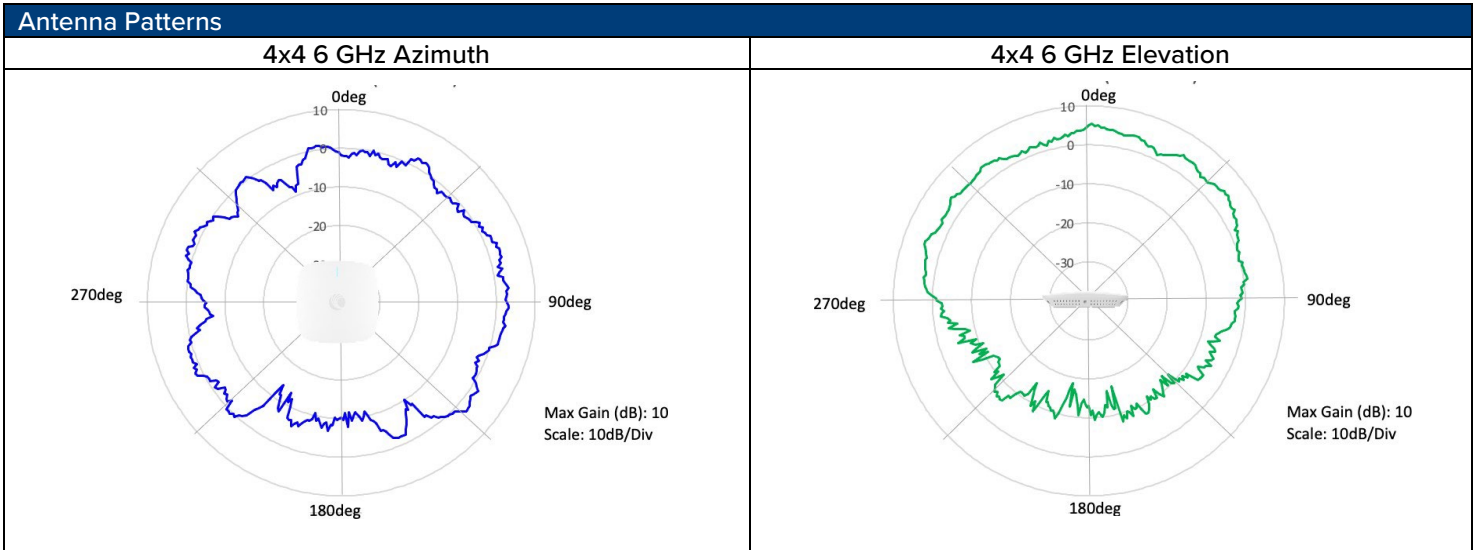 Antenna Patterns
4x4 6 GHz Azimuth
4x4 6 GHz Elevation
0deg
10
0
-10
-20
270deg
90deg
Max Gain (dB): 10
Scale: 10dB/Div
180deg
0deg
10
0
-10
-20
-30
270deg
90deg
Max Gain (dB): 10
Scale: 10dB/Div
180deg